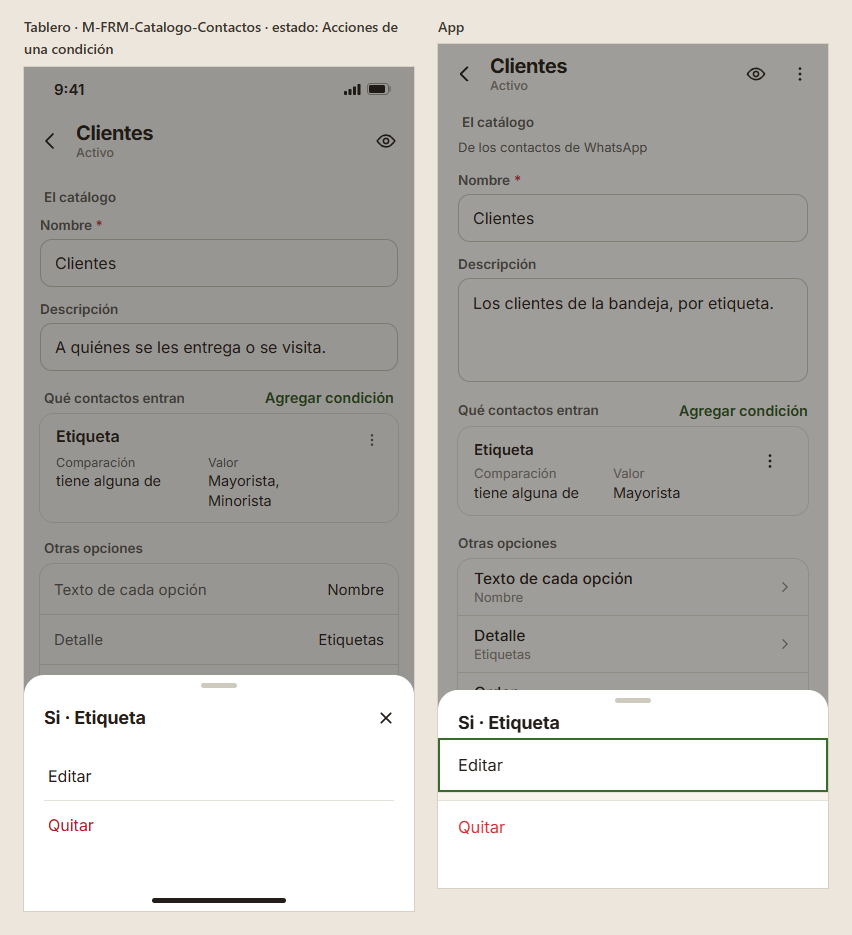 Tablero · M-FRM-Catalogo-Contactos · estado: Acciones de
una condición
9:41
Clientes
Activo
El catálogo
Nombre *
Clientes
Descripción
A quiénes se les entrega o se visita.
Qué contactos entran
Agregar condición
Etiqueta
Comparación
Valor
tiene alguna de
Mayorista,
Minorista
Otras opciones
Texto de cada opción
Nombre
Detalle
Etiquetas
Si · Etiqueta
Editar
Quitar
App
Clientes
Activo
El catálogo
De los contactos de WhatsApp
Nombre *
Clientes
Descripción
Los clientes de la bandeja, por etiqueta.
Qué contactos entran
Agregar condición
Etiqueta
Comparación
Valor
tiene alguna de
Mayorista
Otras opciones
Texto de cada opción
Nombre
Detalle
Etiquetas
Si · Etiqueta
Editar
Quitar